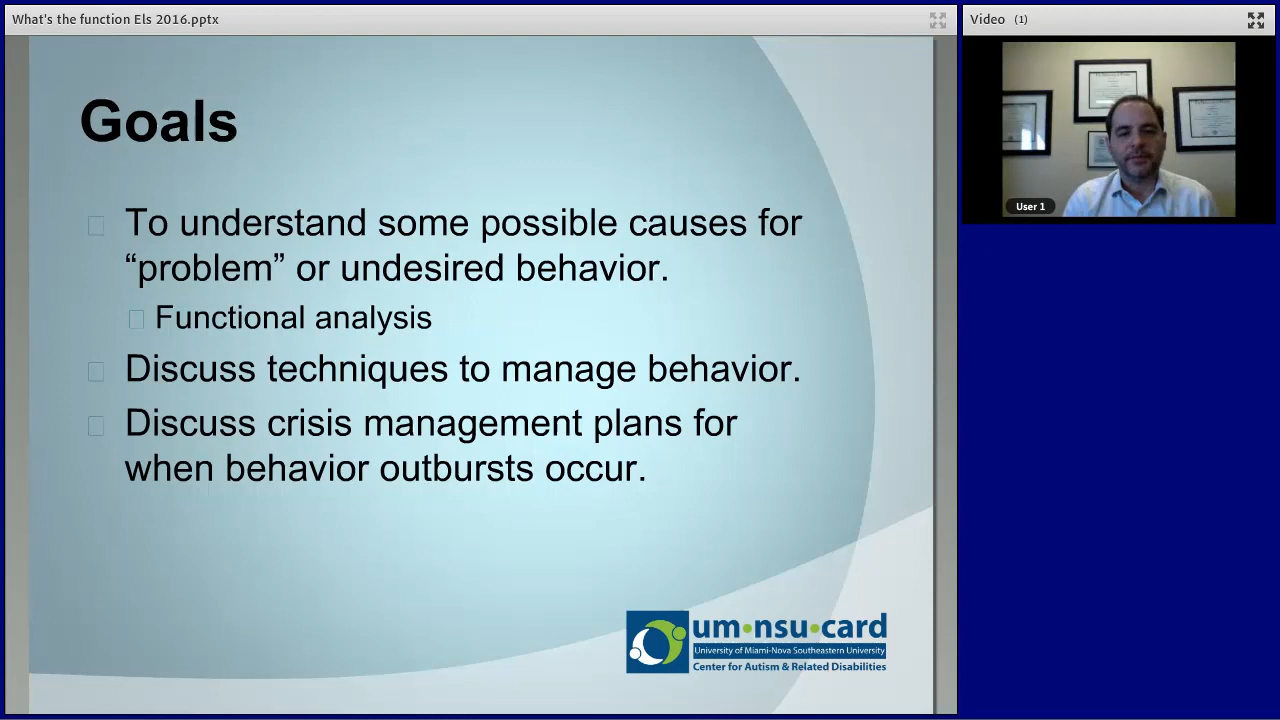 What's the function Els 2016.pptx
Video (1)
Goals
To understand some possible causes for
“problem” or undesired behavior.
Functional analysis
Discuss techniques to manage behavior.
Discuss crisis management plans for
when behavior outbursts occur.
User 1
um•nsu•card
University of Miami-Nova Southeastern University
Center for Autism & Related Disabilities